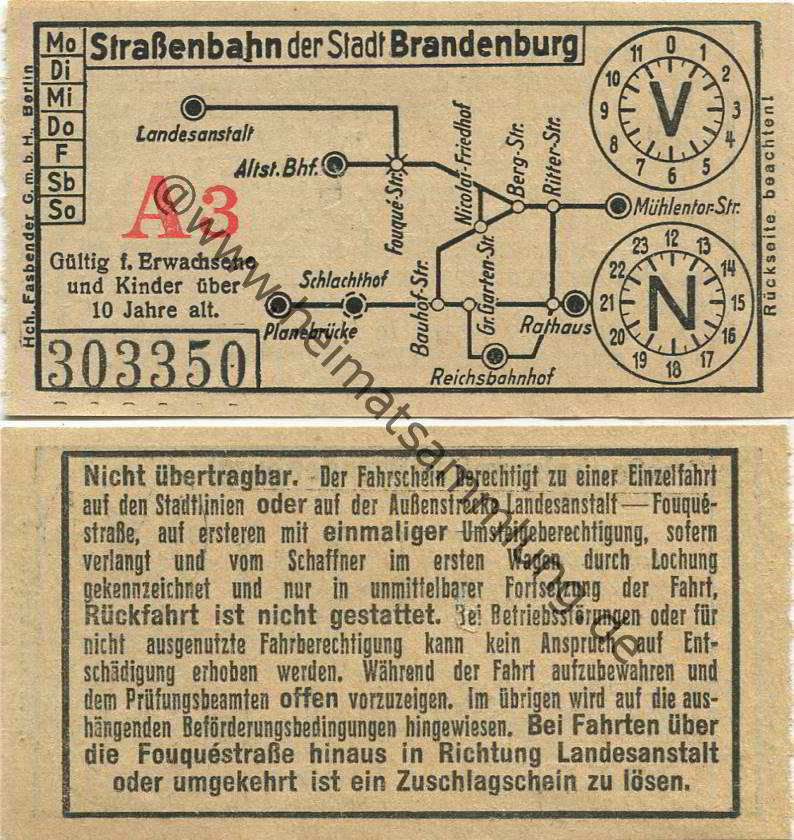 Straßenbahn der Stadt Brandenburg
Mo
Di
Mi
Do
F
Sb
So
Hch. Fasbender G.m.b.H., Berlin
Landesanstalt
Altst. Bhf.
Fouqué-Str.
Nicolai-Friedhof
Berg-Str.
Ritter-Str.
Mühlentor-Str.
A3
Gültig f. Erwachsene
und Kinder über
10 Jahre alt.
Schlachthof
Planebrücke
Bauhof-Str.
Gr. Garten-Str.
Rathaus
Reichsbahnhof
303350
0 1 2 3 4 5 6 7 8 9 10 11
V
12 13 14 15 16 17 18 19 20 21 22 23
N
Rückseite beachten!
Nicht übertragbar. Der Fahrschein berechtigt zu einer Einzelfahrt
auf den Stadtlinien oder auf der Außenstrecke Landesanstalt—Fouqué-
straße, auf ersteren mit einmaliger Umsteigeberechtigung, sofern
verlangt und vom Schaffner im ersten Wagen durch Lochung
gekennzeichnet und nur in unmittelbarer Fortsetzung der Fahrt,
Rückfahrt ist nicht gestattet. Bei Betriebsstörungen oder für
nicht ausgenutzte Fahrberechtigung kann kein Anspruch auf Ent-
schädigung erhoben werden. Während der Fahrt aufzubewahren und
dem Prüfungsbeamten offen vorzuzeigen. Im übrigen wird auf die aus-
hängenden Beförderungsbedingungen hingewiesen. Bei Fahrten über
die Fouquéstraße hinaus in Richtung Landesanstalt
oder umgekehrt ist ein Zuschlagschein zu lösen.
@www.heimatsammlung.de